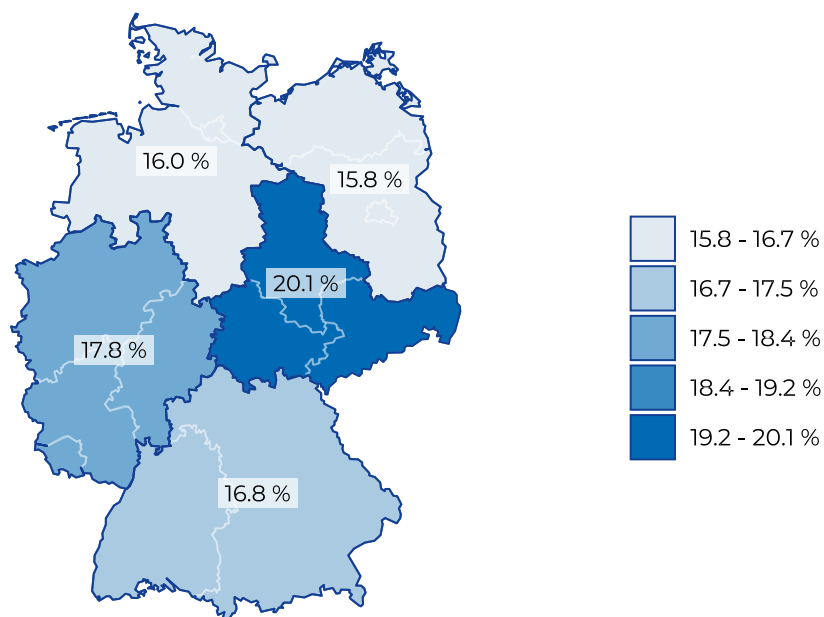 16.0 %
15.8 %
20.1 %
17.8 %
16.8 %
15.8 - 16.7 %
16.7 - 17.5 %
17.5 - 18.4 %
18.4 - 19.2 %
19.2 - 20.1 %